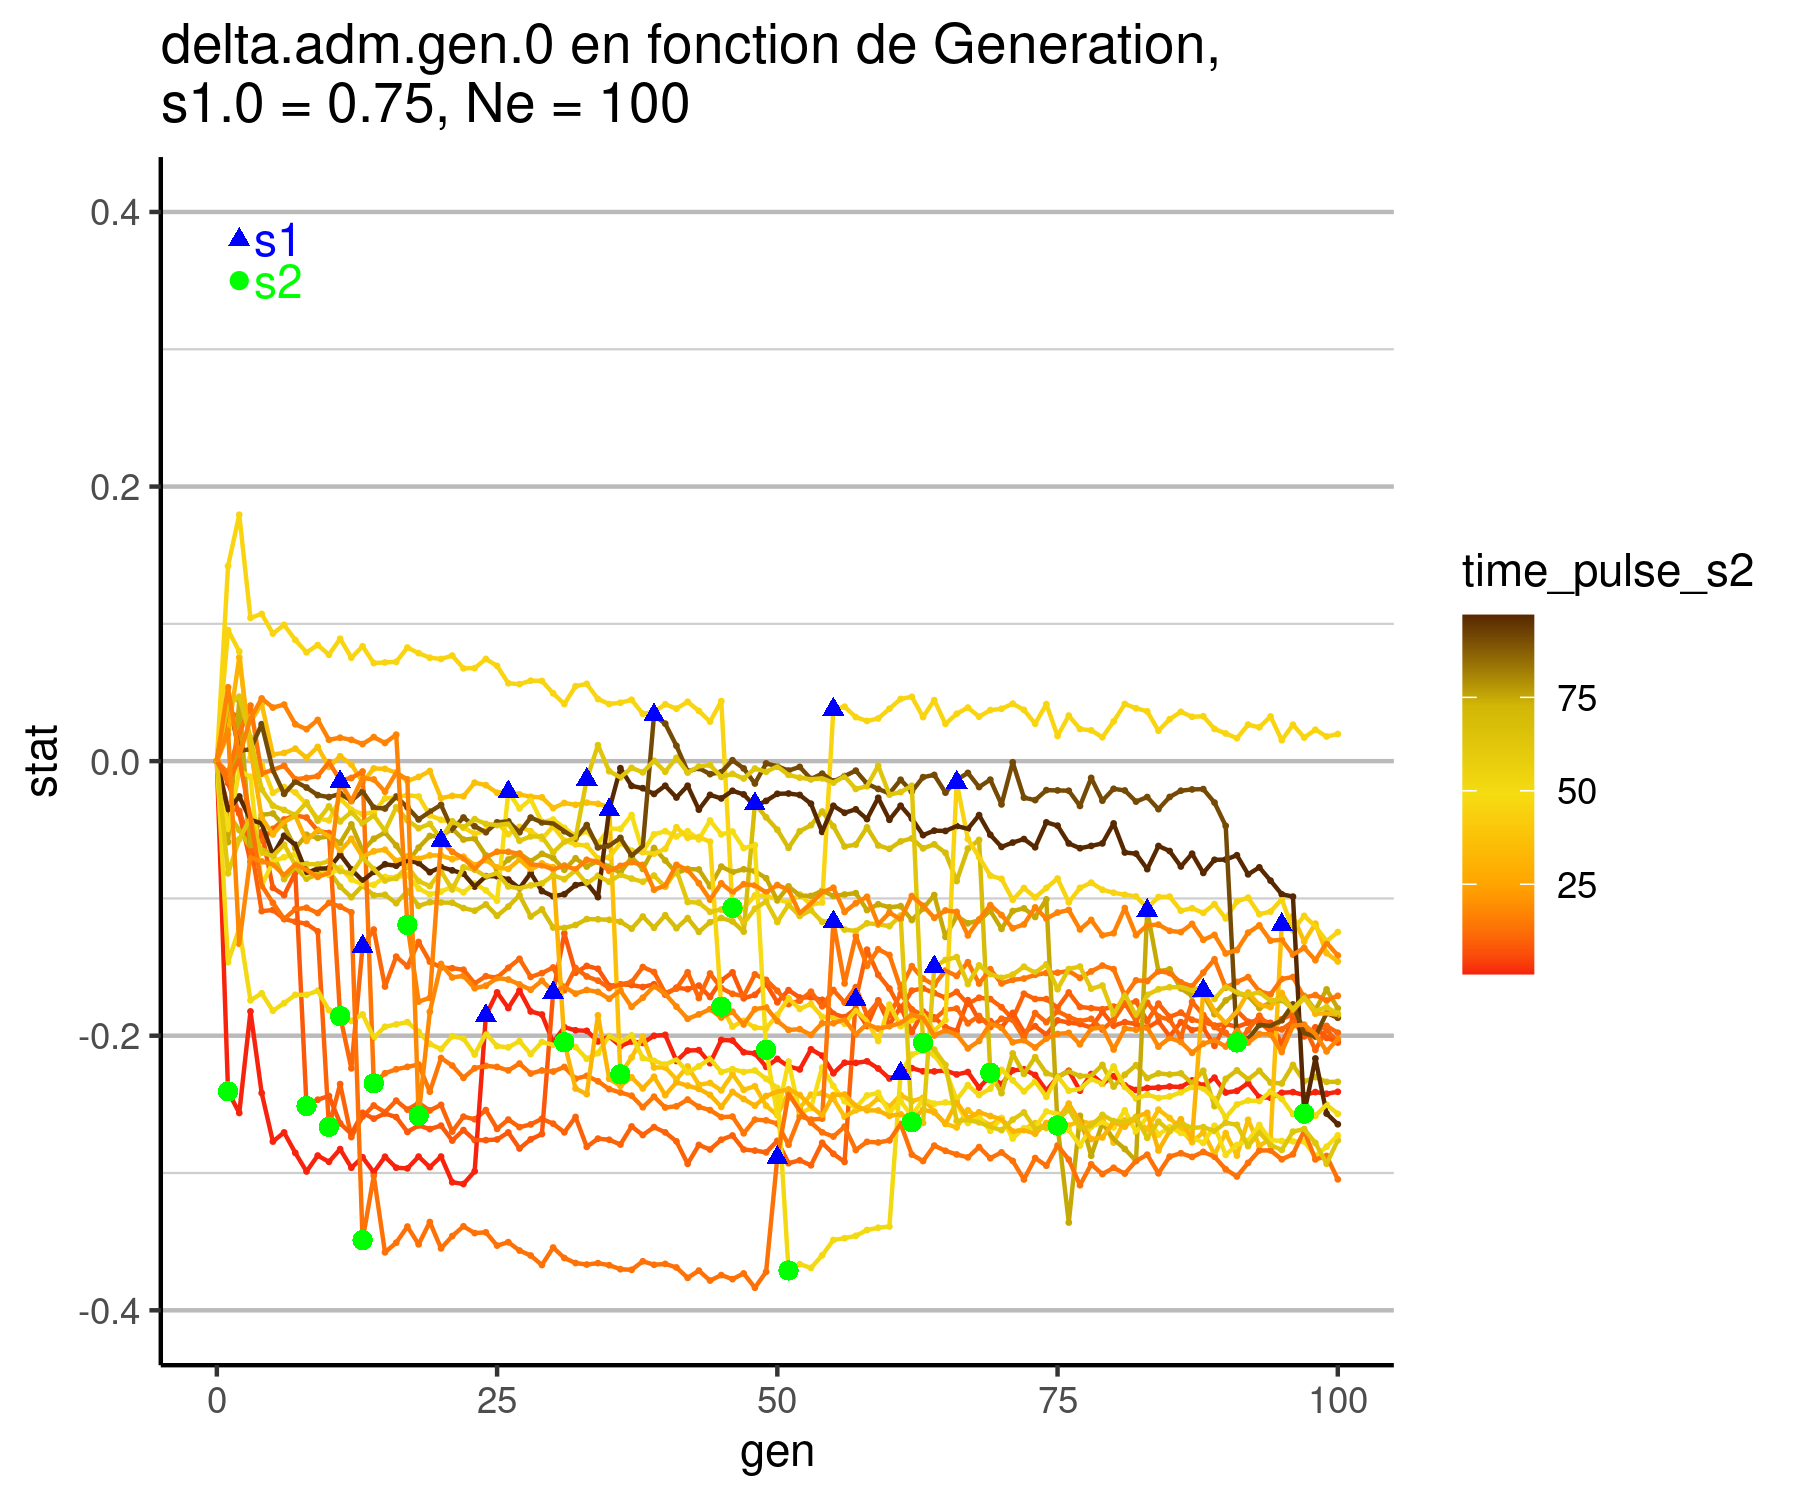 delta.adm.gen.0 en fonction de Generation,
s1.0 = 0.75, Ne = 100
0.4
s1
s2
0.2
0.0
-0.2
-0.4
stat
0
25
50
75
100
gen
time_pulse_s2
75
50
25